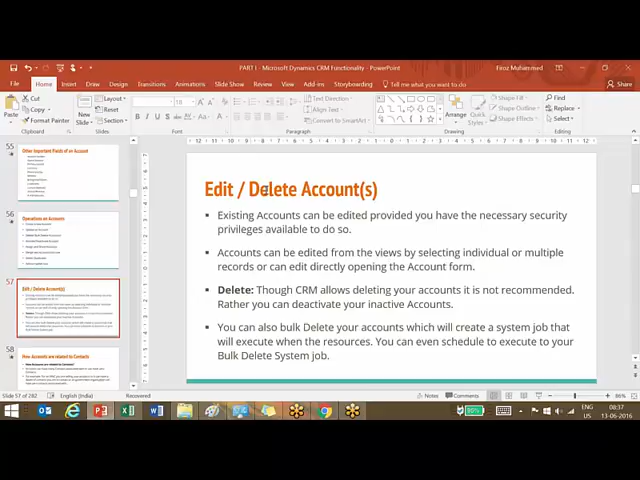 PART I - Microsoft Dynamics CRM Functionality - PowerPoint
Firoz Muhammed
File Home Insert Draw Design Transitions Animations Slide Show Review View Add-ins Storyboarding Tell me what you want to do... Share
Paste
Cut
Copy
Format Painter
Clipboard
New Slide
Layout
Reset
Section
Slides
Font
Text Direction
Align Text
Convert to SmartArt
Paragraph
Arrange
Quick Styles
Shape Fill
Shape Outline
Shape Effects
Drawing
Find
Replace
Select
Editing
55
Other Important Fields of an Account
56
Operations on Accounts
57
Edit / Delete Account(s)
58
How Accounts are related to Contacts
Edit / Delete Account(s)
Existing Accounts can be edited provided you have the necessary security
privileges available to do so.
Accounts can be edited from the views by selecting individual or multiple
records or can edit directly opening the Account form.
Delete: Though CRM allows deleting your accounts it is not recommended.
Rather you can deactivate your inactive Accounts.
You can also bulk Delete your accounts which will create a system job that
will execute when the resources. You can even schedule to execute to your
Bulk Delete System job.
Slide 57 of 282 English (India) Recovered Notes Comments 86%
90%
ENG
US
08:37
13-06-2016